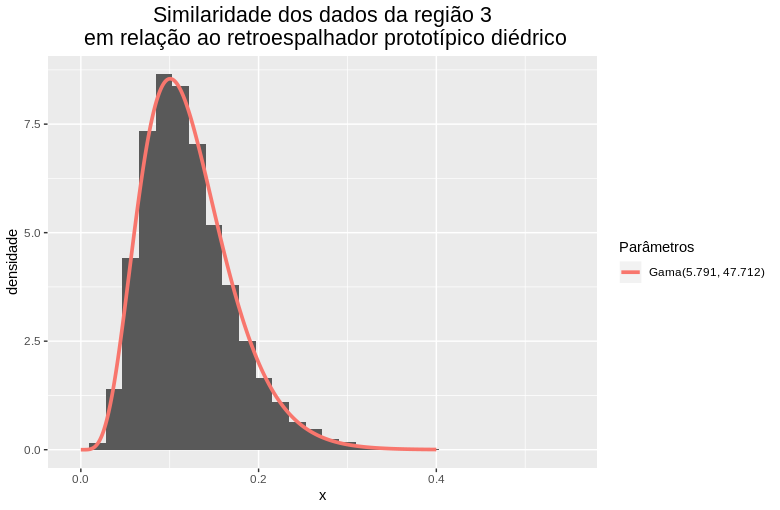 Similaridade dos dados da região 3
em relação ao retroespalhador prototípico diédrico
7.5
5.0
2.5
0.0
densidade
0.0
0.2
0.4
x
Parâmetros
Gama(5.791, 47.712)